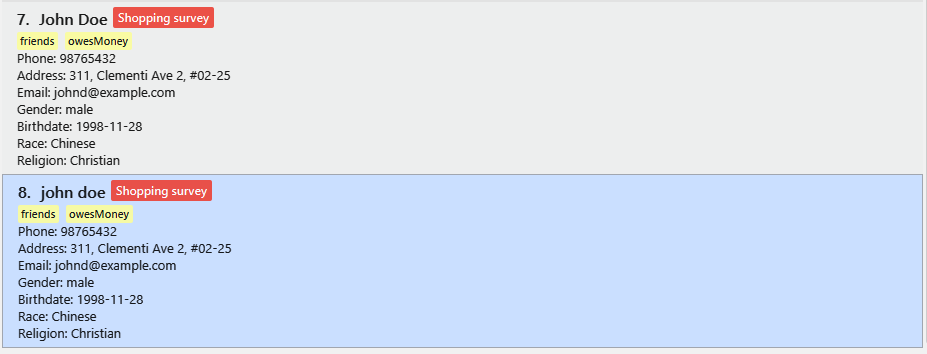 7. John Doe Shopping survey
friends owesMoney
Phone: 98765432
Address: 311, Clementi Ave 2, #02-25
Email: johnd@example.com
Gender: male
Birthdate: 1998-11-28
Race: Chinese
Religion: Christian
8. john doe Shopping survey
friends owesMoney
Phone: 98765432
Address: 311, Clementi Ave 2, #02-25
Email: johnd@example.com
Gender: male
Birthdate: 1998-11-28
Race: Chinese
Religion: Christian